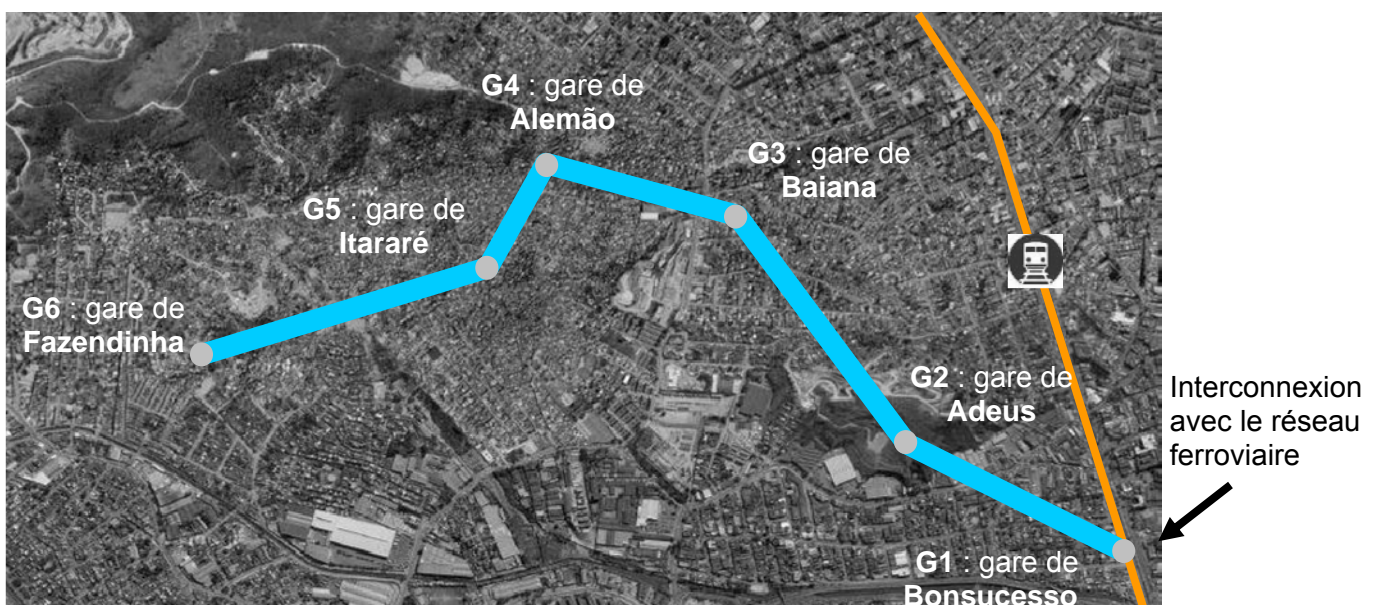 G4 : gare de
Alemão
G3 : gare de
Baiana
G5 : gare de
Itararé
G6 : gare de
Fazendinha
G2 : gare de
Adeus
Interconnexion
avec le réseau
ferroviaire
G1 : gare de
Bonsucesso